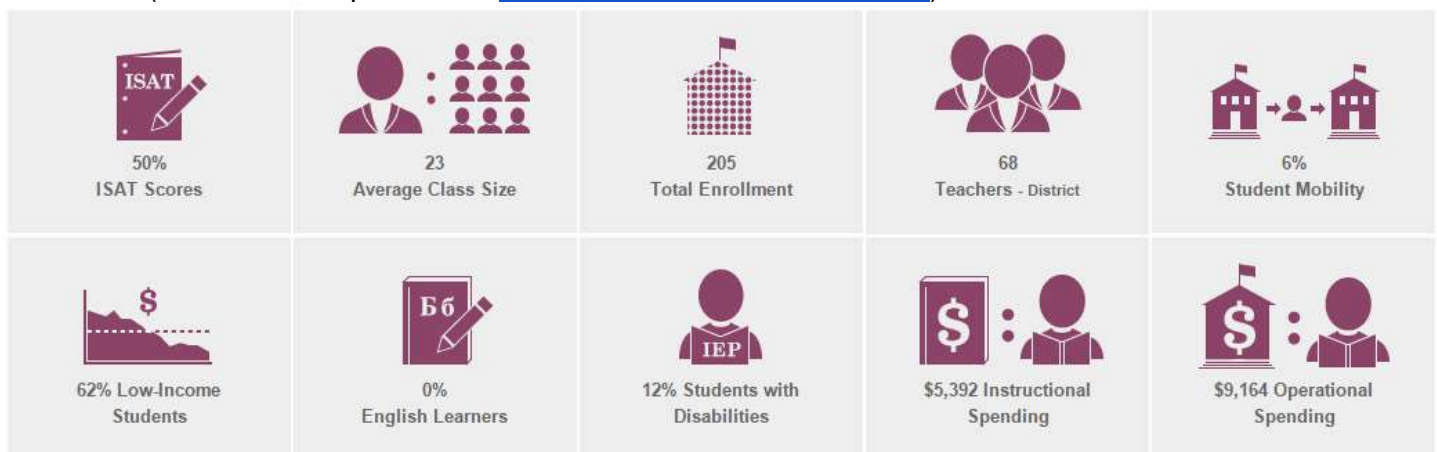 ISAT
50%
ISAT Scores
23
Average Class Size
205
Total Enrollment
68
Teachers - District
6%
Student Mobility
$
62% Low-Income
Students
Бб
0%
English Learners
IEP
12% Students with
Disabilities
$
$5,392 Instructional
Spending
$
$9,164 Operational
Spending